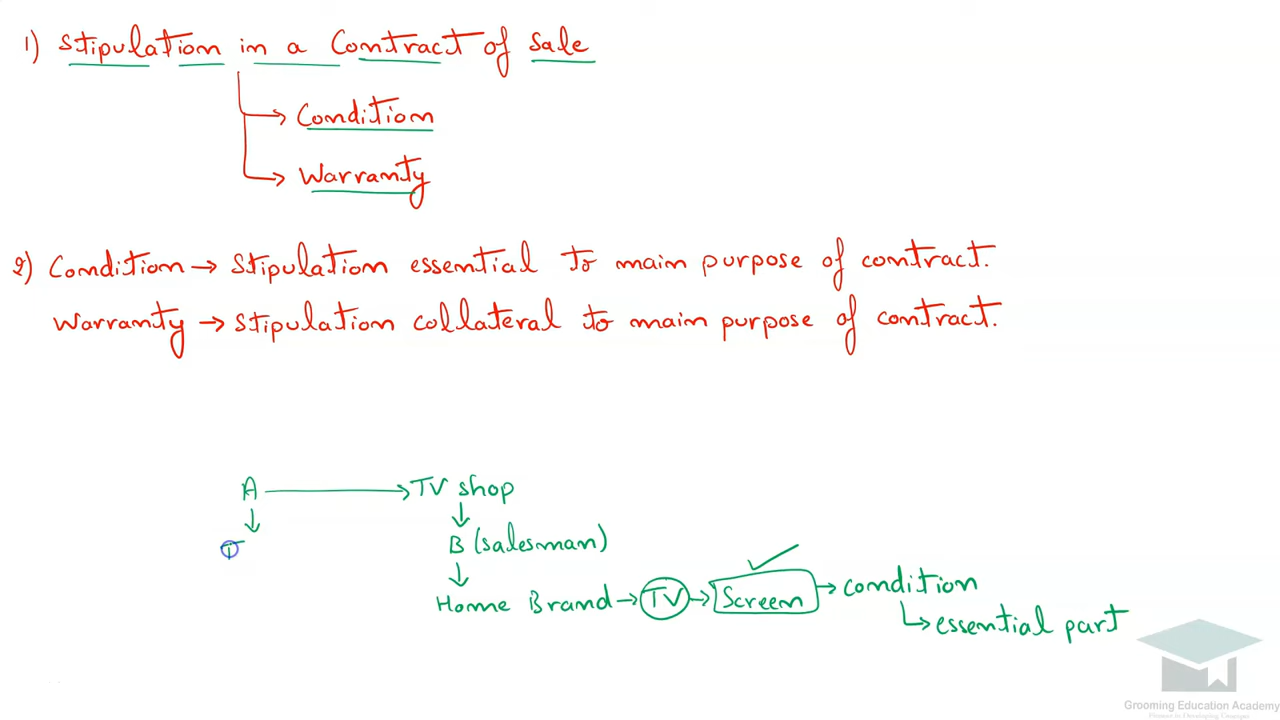 1) Stipulation in a Contract of Sale
→ Condition
→ Warranty
2) Condition → Stipulation essential to main purpose of contract.
Warranty → Stipulation collateral to main purpose of contract.
A → TV shop
↓ ↓
T B (salesman)
↓
Home Brand → TV → Screen → condition
↳ essential part
Grooming Education Academy